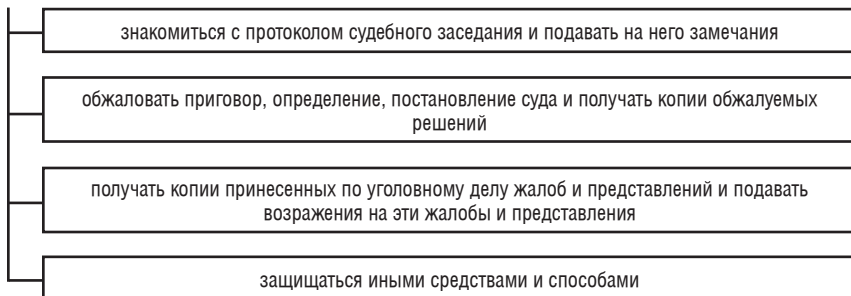 знакомиться с протоколом судебного заседания и подавать на него замечания
обжаловать приговор, определение, постановление суда и получать копии обжалуемых
решений
получать копии принесенных по уголовному делу жалоб и представлений и подавать
возражения на эти жалобы и представления
защищаться иными средствами и способами